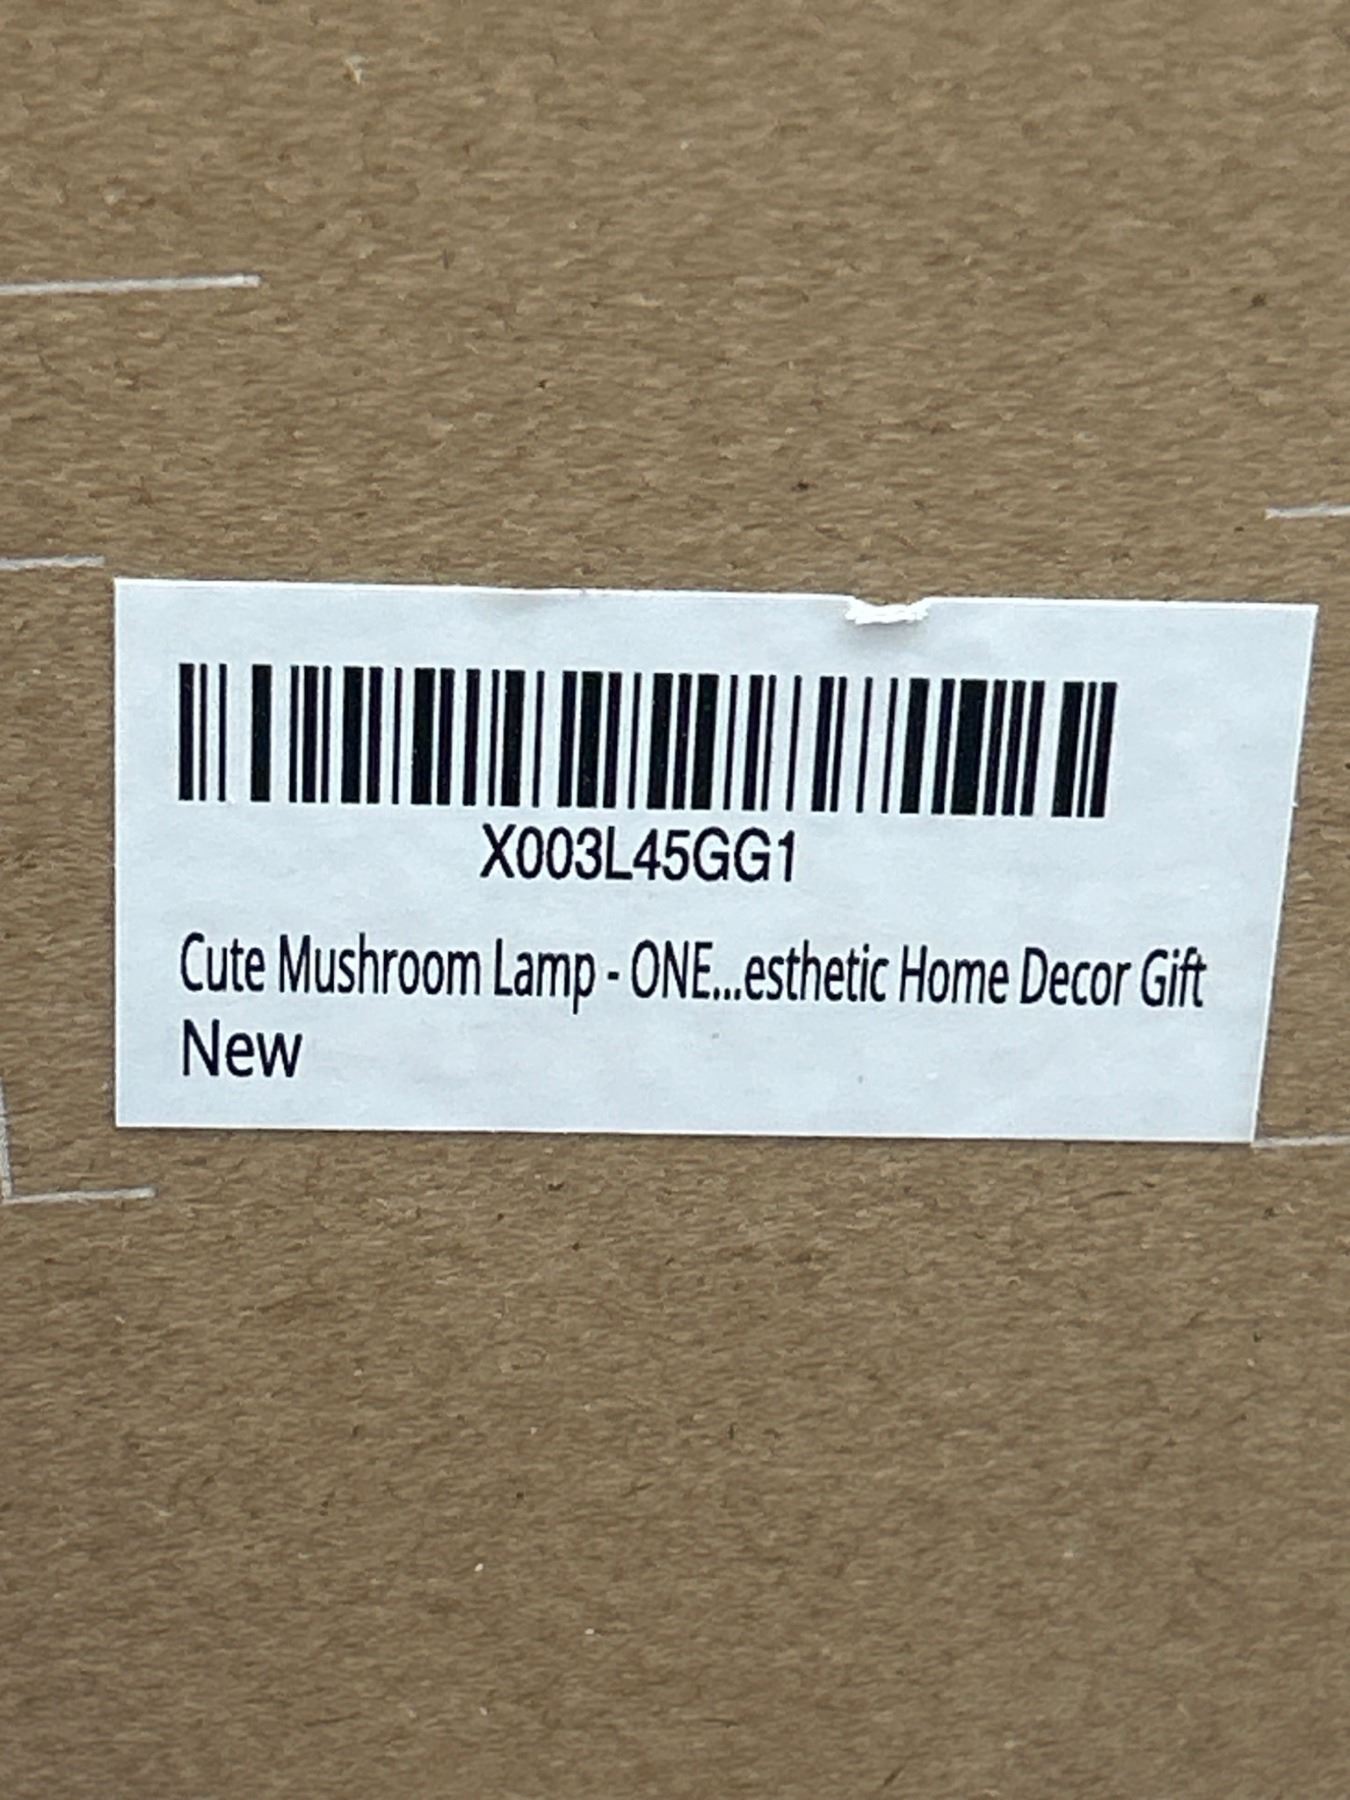 X003L45GG1
Cute Mushroom Lamp - ONE...esthetic Home Decor Gift
New